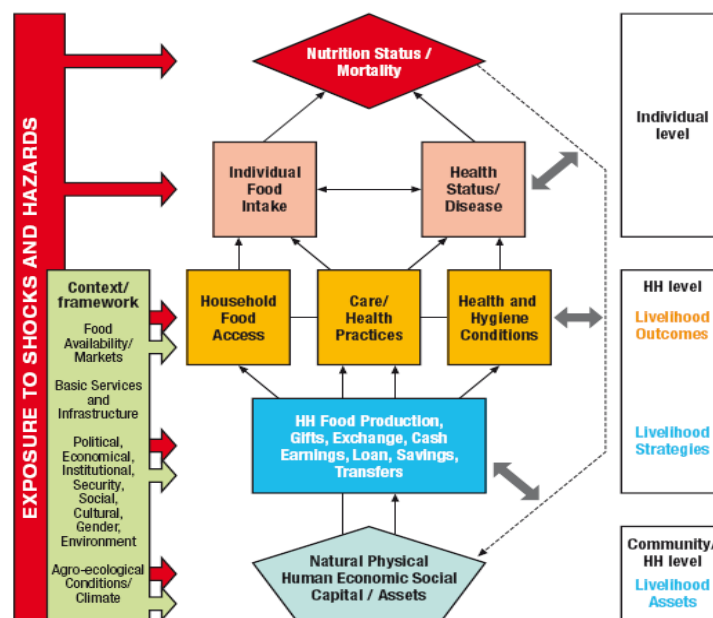 EXPOSURE TO SHOCKS AND HAZARDS
Context/
framework
Food
Availability/
Markets
Basic Services
and
Infrastructure
Political,
Economical,
Institutional,
Security,
Social,
Cultural,
Gender,
Environment
Agro-ecological
Conditions/
Climate
Nutrition Status /
Mortality
Individual
Food
Intake
Health
Status/
Disease
Household
Food
Access
Care/
Health
Practices
Health and
Hygiene
Conditions
HH Food Production,
Gifts, Exchange, Cash
Earnings, Loan, Savings,
Transfers
Natural Physical
Human Economic Social
Capital / Assets
Individual
level
HH level
Livelihood
Outcomes
Livelihood
Strategies
Community/
HH level
Livelihood
Assets